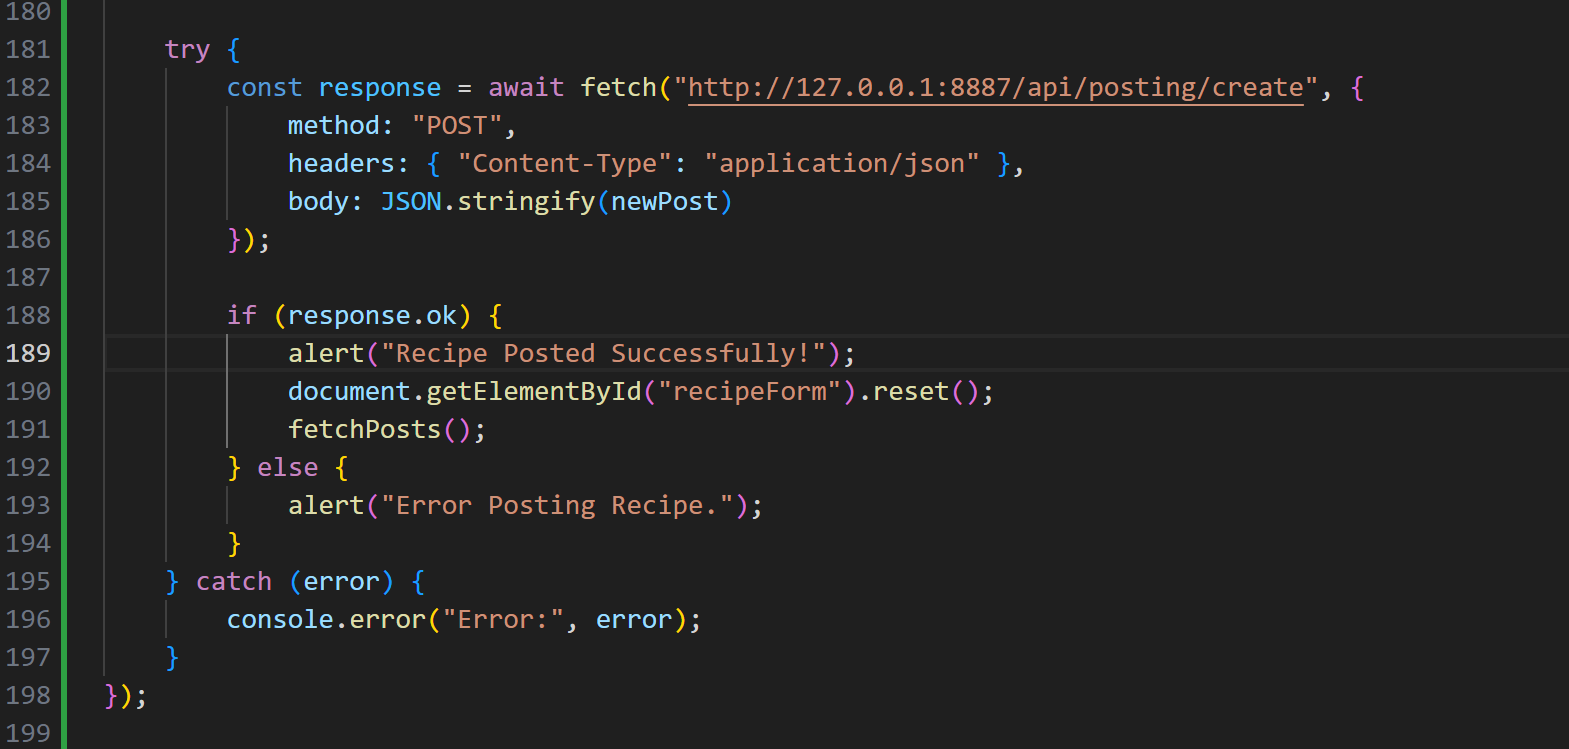 180
181 try {
182 const response = await fetch("http://127.0.0.1:8887/api/posting/create", {
183 method: "POST",
184 headers: { "Content-Type": "application/json" },
185 body: JSON.stringify(newPost)
186 });
187
188 if (response.ok) {
189 alert("Recipe Posted Successfully!");
190 document.getElementById("recipeForm").reset();
191 fetchPosts();
192 } else {
193 alert("Error Posting Recipe.");
194 }
195 } catch (error) {
196 console.error("Error:", error);
197 }
198 });
199